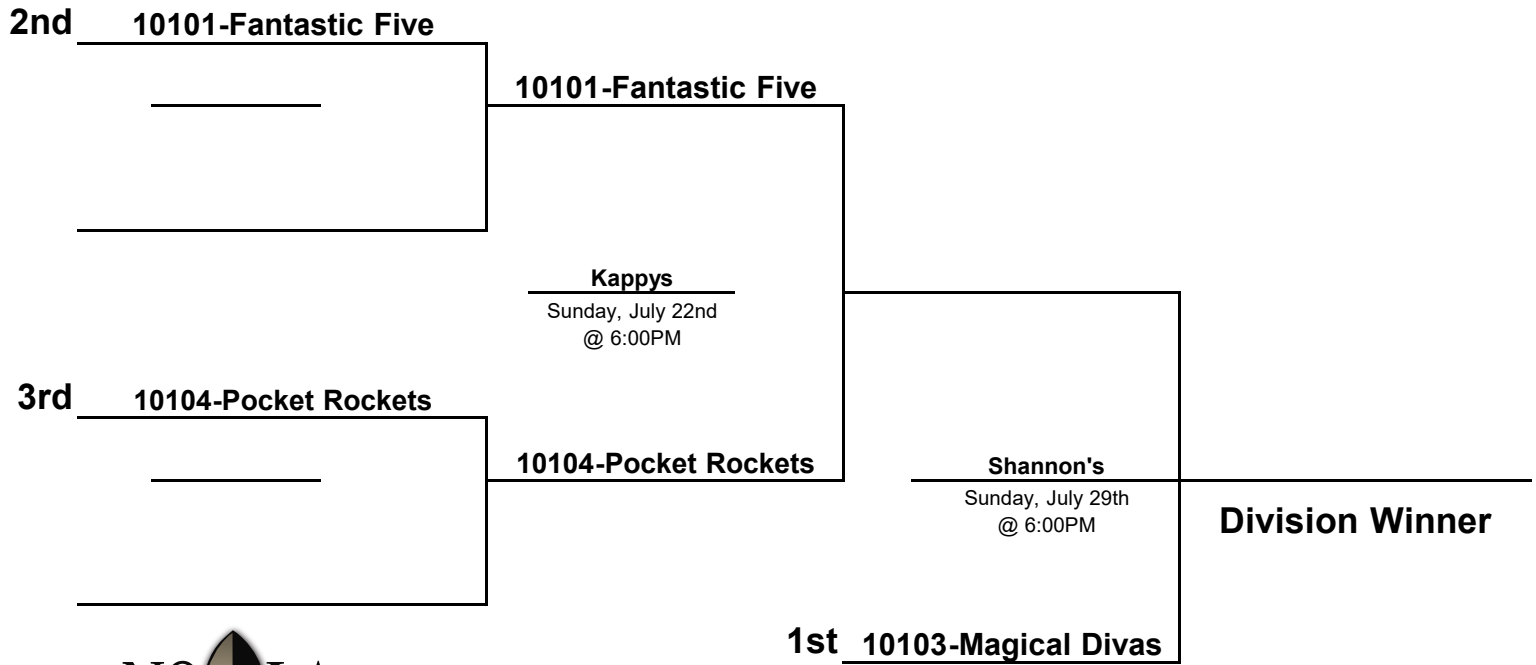 2nd 10101-Fantastic Five
10101-Fantastic Five
Kappys
Sunday, July 22nd
@ 6:00PM
3rd 10104-Pocket Rockets
10104-Pocket Rockets
Shannon's
Sunday, July 29th
@ 6:00PM
Division Winner
1st 10103-Magical Divas